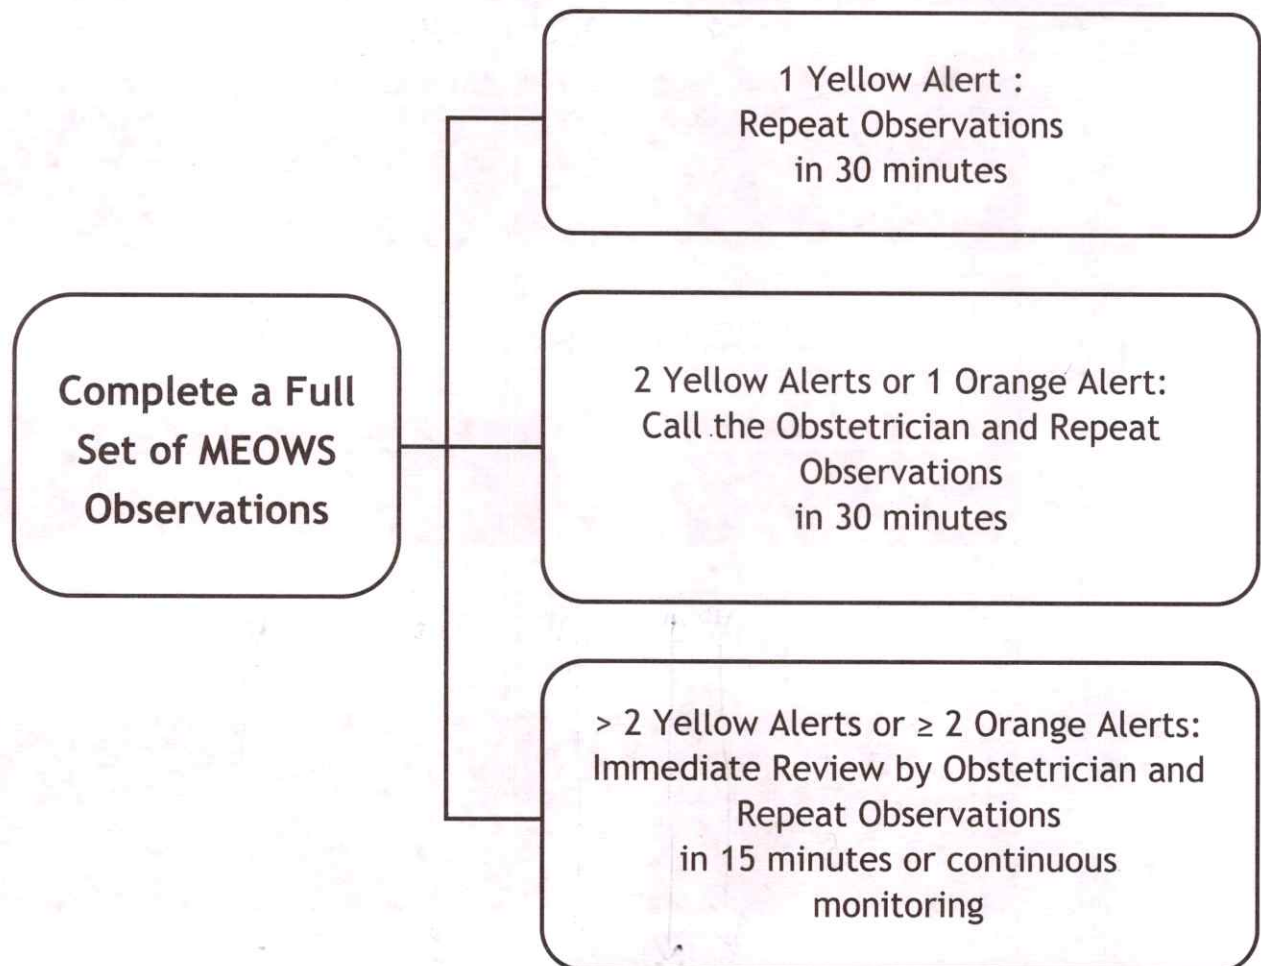 1 Yellow Alert :
Repeat Observations
in 30 minutes
Complete a Full
Set of MEOWS
Observations
2 Yellow Alerts or 1 Orange Alert:
Call the Obstetrician and Repeat
Observations
in 30 minutes
> 2 Yellow Alerts or ≥ 2 Orange Alerts:
Immediate Review by Obstetrician and
Repeat Observations
in 15 minutes or continuous
monitoring